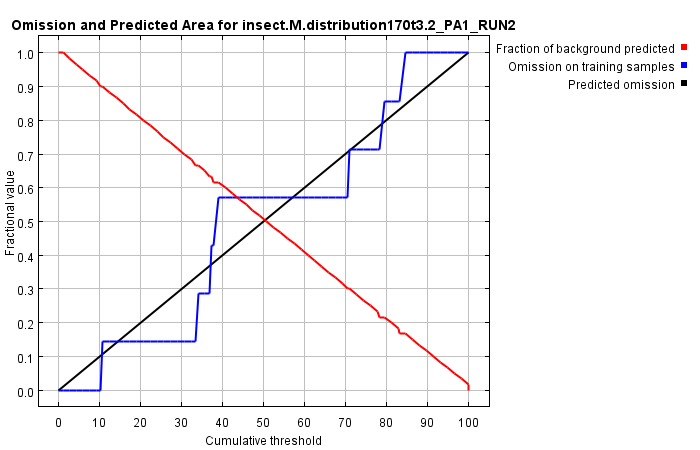 Omission and Predicted Area for insect.M.distribution170t3.2_PA1_RUN2
Fraction of background predicted
Omission on training samples
Predicted omission
Fractional value
1.0
0.9
0.8
0.7
0.6
0.5
0.4
0.3
0.2
0.1
0.0
0 10 20 30 40 50 60 70 80 90 100
Cumulative threshold